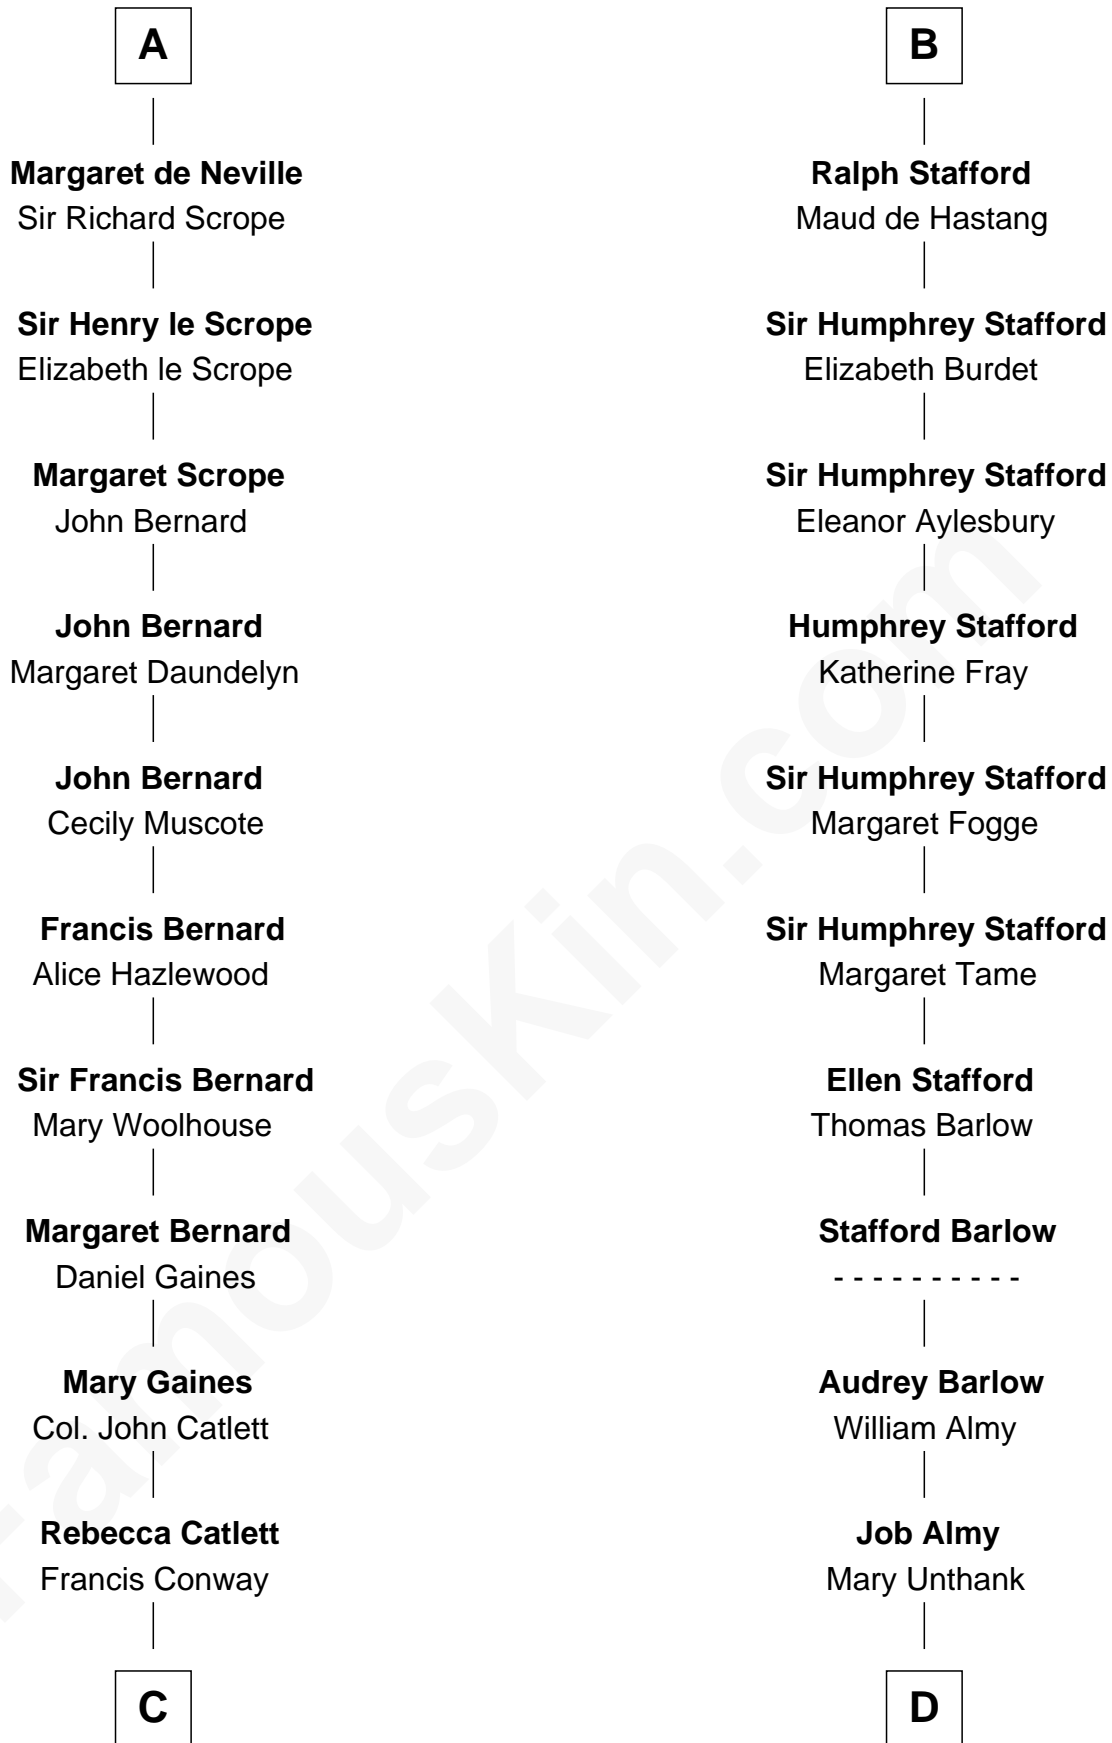 A
Margaret de Neville
Sir Richard Scrope
Sir Henry le Scrope
Elizabeth le Scrope
Margaret Scrope
John Bernard
John Bernard
Margaret Daundelyn
John Bernard
Cecily Muscote
Francis Bernard
Alice Hazlewood
Sir Francis Bernard
Mary Woolhouse
Margaret Bernard
Daniel Gaines
Mary Gaines
Col. John Catlett
Rebecca Catlett
Francis Conway
C
B
Ralph Stafford
Maud de Hastang
Sir Humphrey Stafford
Elizabeth Burdet
Sir Humphrey Stafford
Eleanor Aylesbury
Humphrey Stafford
Katherine Fray
Sir Humphrey Stafford
Margaret Fogge
Sir Humphrey Stafford
Margaret Tame
Ellen Stafford
Thomas Barlow
Stafford Barlow
- - - - - - - - - -
Audrey Barlow
William Almy
Job Almy
Mary Unthank
D
FamousKin.com